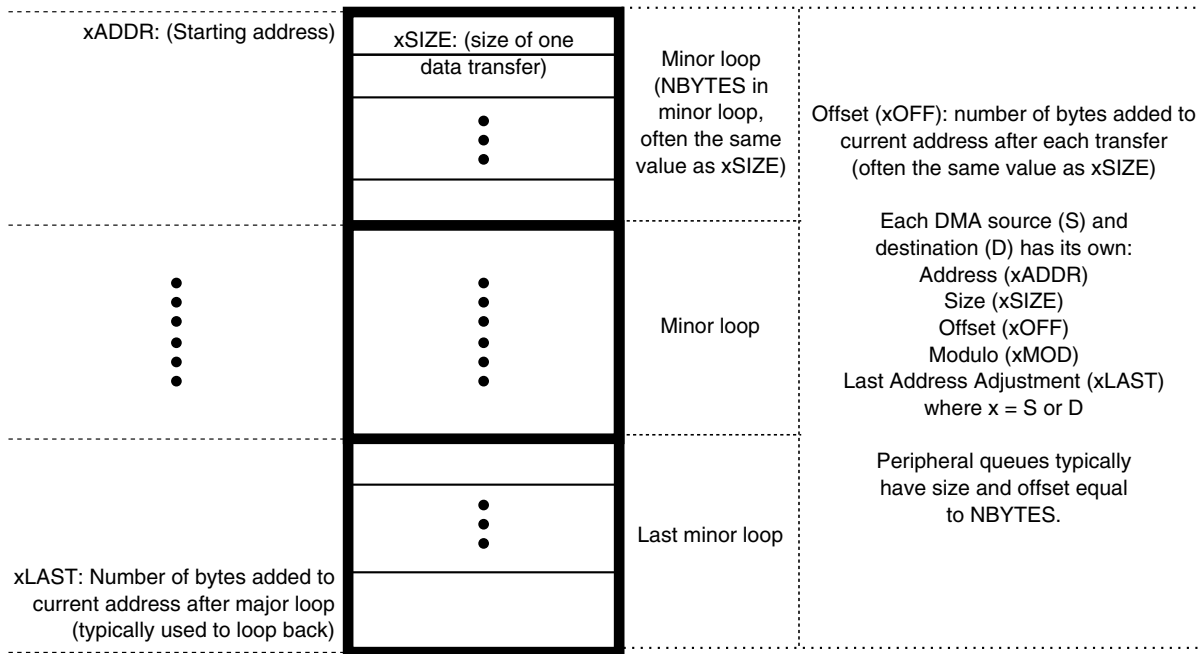 xADDR: (Starting address)
xSIZE: (size of one
data transfer)
Minor loop
(NBYTES in
minor loop,
often the same
value as xSIZE)
Offset (xOFF): number of bytes added to
current address after each transfer
(often the same value as xSIZE)
Each DMA source (S) and
destination (D) has its own:
Address (xADDR)
Size (xSIZE)
Offset (xOFF)
Modulo (xMOD)
Last Address Adjustment (xLAST)
where x = S or D
Peripheral queues typically
have size and offset equal
to NBYTES.
Minor loop
Last minor loop
xLAST: Number of bytes added to
current address after major loop
(typically used to loop back)